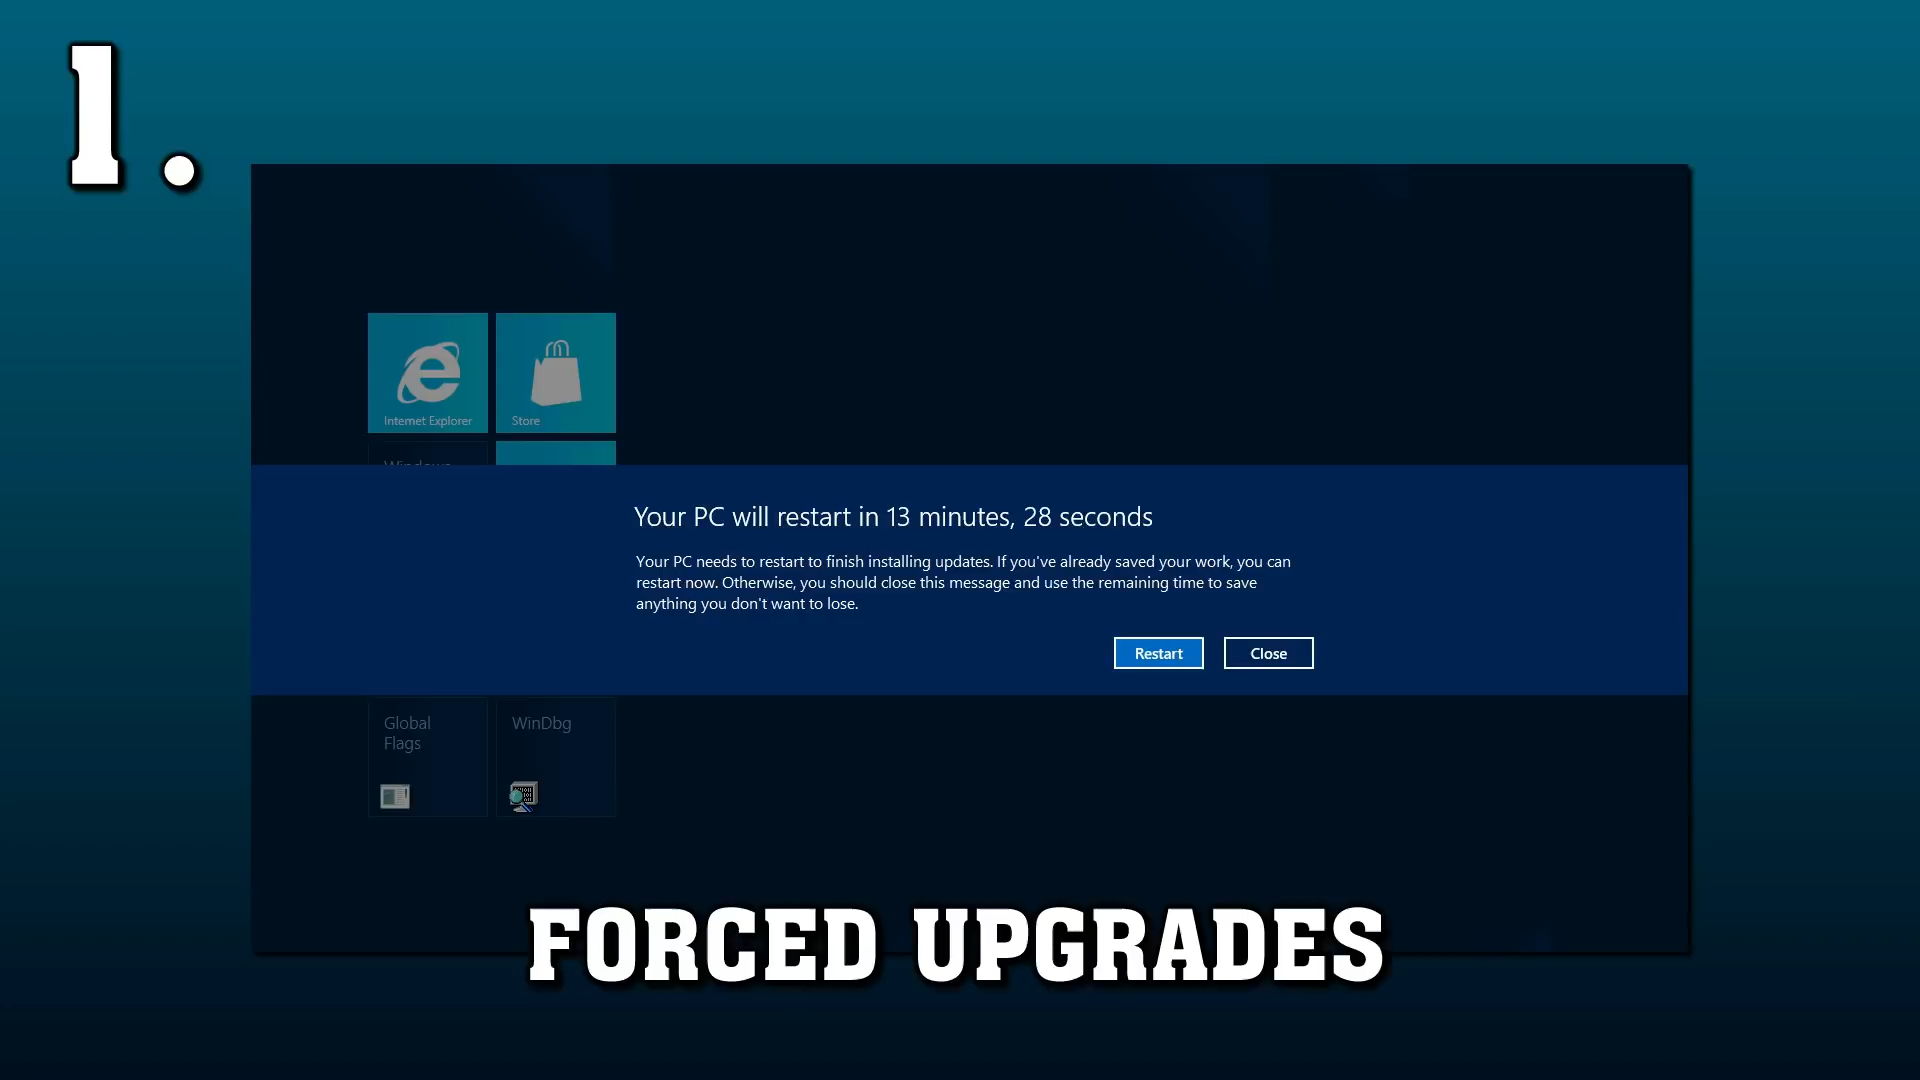 1.
Internet Explorer
Store
Windows
Your PC will restart in 13 minutes, 28 seconds
Your PC needs to restart to finish installing updates. If you've already saved your work, you can
restart now. Otherwise, you should close this message and use the remaining time to save
anything you don't want to lose.
Restart
Close
Global
Flags
WinDbg
FORCED UPGRADES